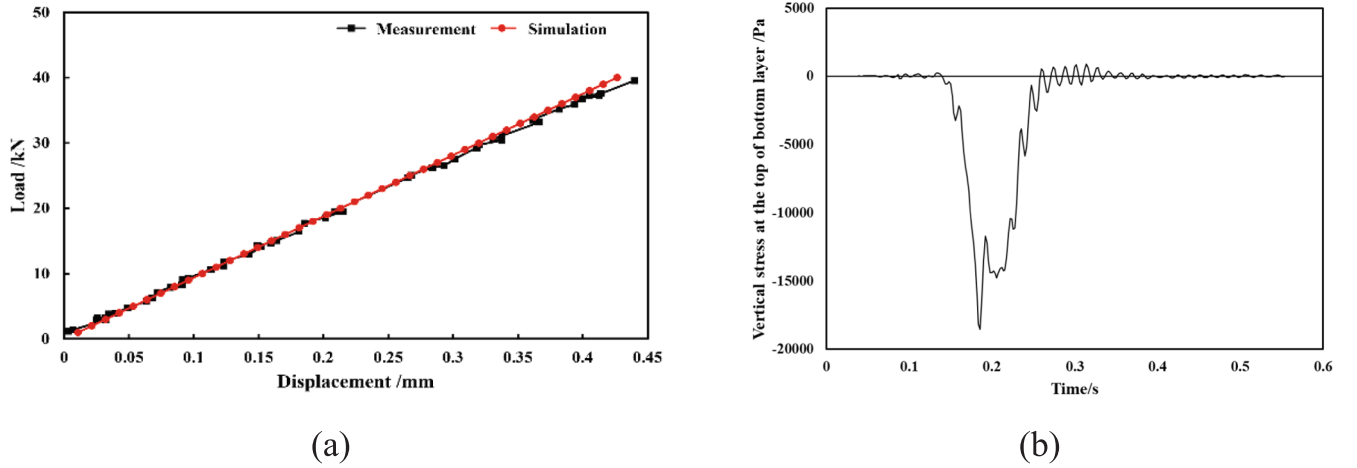 50
40
30
20
10
0
Load /kN
Measurement Simulation
0 0.05 0.1 0.15 0.2 0.25 0.3 0.35 0.4 0.45
Displacement /mm
(a)
5000
0
-5000
-10000
-15000
-20000
Vertical stress at the top of bottom layer /Pa
0 0.1 0.2 0.3 0.4 0.5 0.6
Time/s
(b)